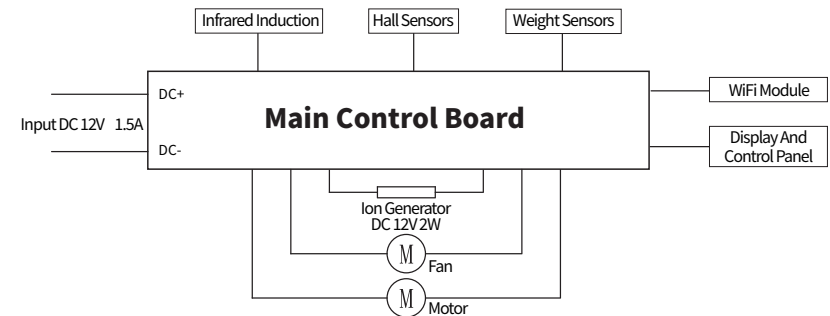 Infrared Induction
Hall Sensors
Weight Sensors
DC+
Input DC 12V 1.5A
DC-
Main Control Board
WiFi Module
Display And
Control Panel
Ion Generator
DC 12V 2W
M
Fan
M
Motor